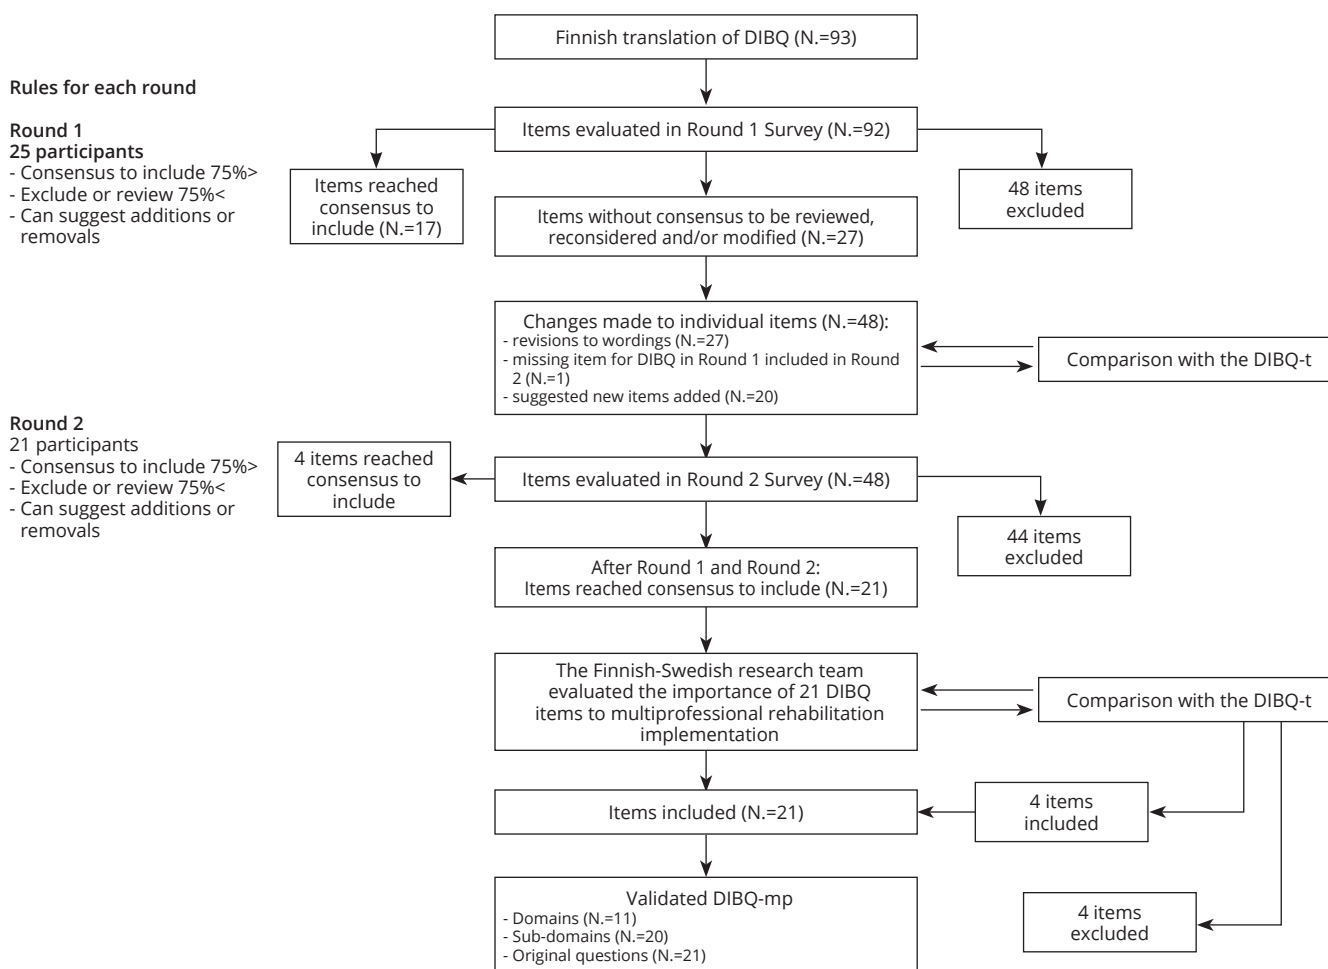 Finnish translation of DIBQ (N.=93)
Rules for each round
Round 1
25 participants
- Consensus to include 75%>
- Exclude or review 75%<
- Can suggest additions or
removals
Items evaluated in Round 1 Survey (N.=92)
Items reached
consensus to
include (N.=17)
48 items
excluded
Items without consensus to be reviewed,
reconsidered and/or modified (N.=27)
Changes made to individual items (N.=48):
- revisions to wordings (N.=27)
- missing item for DIBQ in Round 1 included in Round
2 (N.=1)
- suggested new items added (N.=20)
Comparison with the DIBQ-t
Round 2
21 participants
- Consensus to include 75%>
- Exclude or review 75%<
- Can suggest additions or
removals
4 items reached
consensus to
include
Items evaluated in Round 2 Survey (N.=48)
44 items
excluded
After Round 1 and Round 2:
Items reached consensus to include (N.=21)
The Finnish-Swedish research team
evaluated the importance of 21 DIBQ
items to multiprofessional rehabilitation
implementation
Comparison with the DIBQ-t
Items included (N.=21)
4 items
included
Validated DIBQ-mp
- Domains (N.=11)
- Sub-domains (N.=20)
- Original questions (N.=21)
4 items
excluded